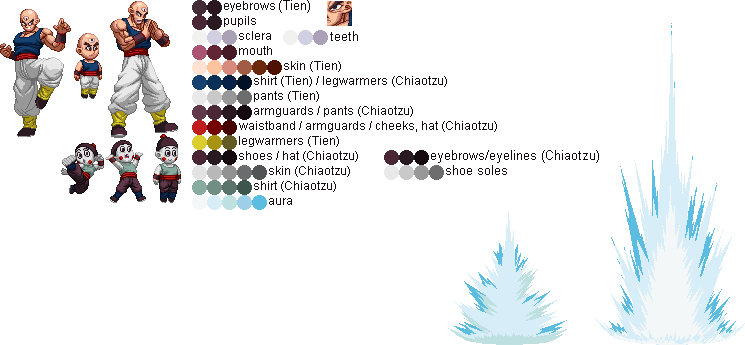 eyebrows (Tien)
pupils
sclera teeth
mouth
skin (Tien)
shirt (Tien) / legwarmers (Chiaotzu)
pants (Tien)
armguards / pants (Chiaotzu)
waistband / armguards / cheeks, hat (Chiaotzu)
legwarmers (Tien)
shoes / hat (Chiaotzu) eyebrows/eyelines (Chiaotzu)
skin (Chiaotzu) shoe soles
shirt (Chiaotzu)
aura